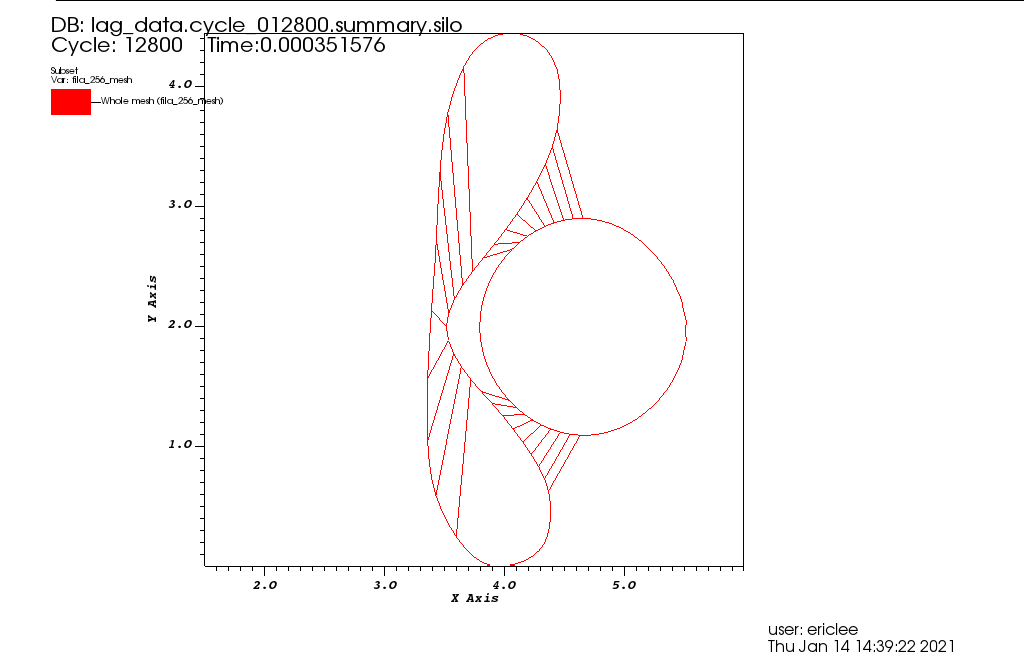 DB: lag_data.cycle_012800.summary.silo
Cycle: 12800 Time:0.000351576
Subset
Var: fila_256_mesh
Whole mesh (fila_256_mesh)
4.0
3.0
Y Axis
2.0
1.0
2.0 3.0 4.0 5.0
X Axis
user: ericlee
Thu Jan 14 14:39:22 2021